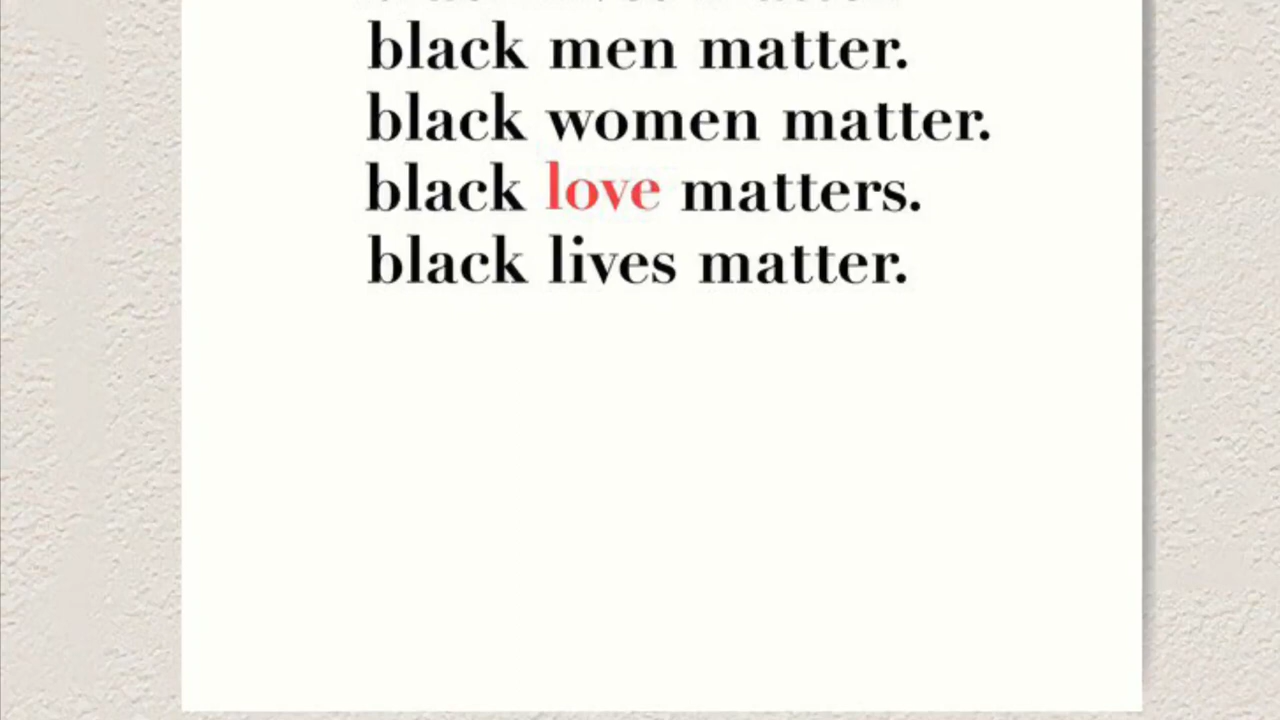 black men matter.
black women matter.
black love matters.
black lives matter.